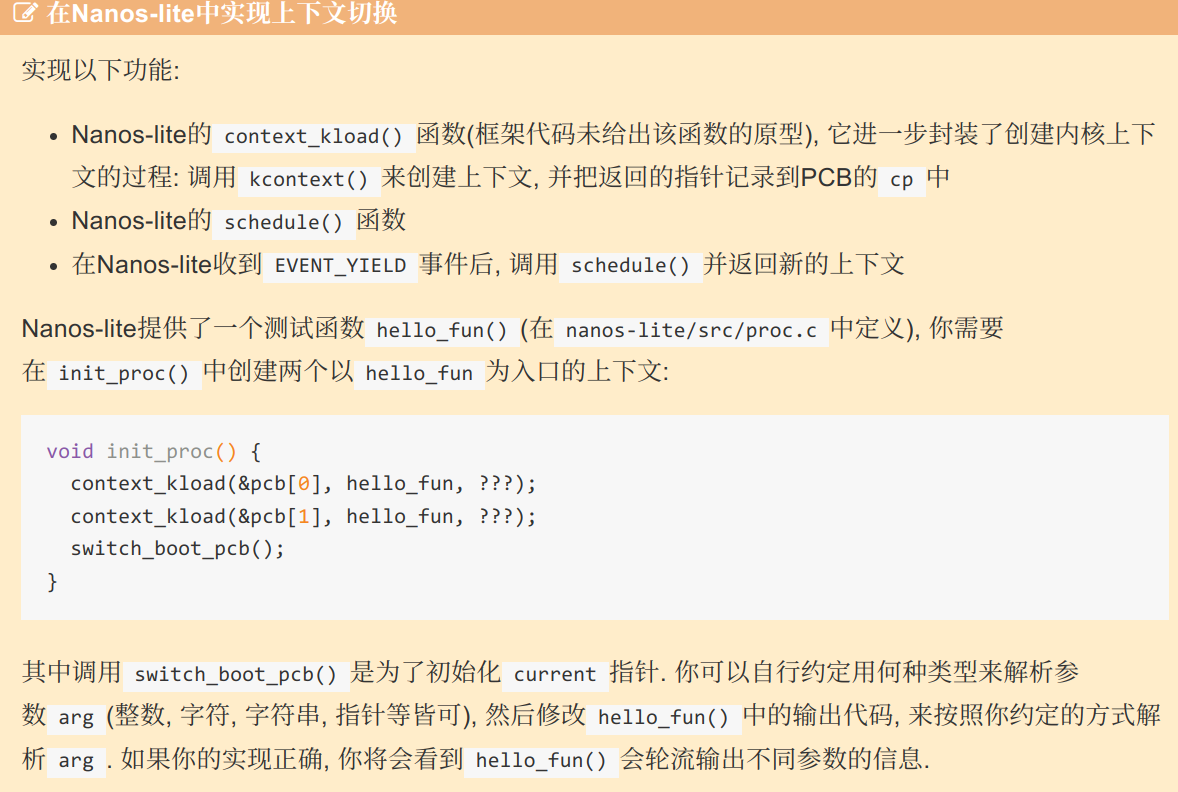 在Nanos-lite中实现上下文切换
实现以下功能:
Nanos-lite的 context_kload() 函数(框架代码未给出该函数的原型), 它进一步封装了创建内核上下
文的过程: 调用 kcontext() 来创建上下文, 并把返回的指针记录到PCB的 cp 中
Nanos-lite的 schedule() 函数
在Nanos-lite收到 EVENT_YIELD 事件后, 调用 schedule() 并返回新的上下文
Nanos-lite提供了一个测试函数 hello_fun() (在 nanos-lite/src/proc.c 中定义), 你需要
在 init_proc() 中创建两个以 hello_fun 为入口的上下文:
void init_proc() {
  context_kload(&pcb[0], hello_fun, ???);
  context_kload(&pcb[1], hello_fun, ???);
  switch_boot_pcb();
}
其中调用 switch_boot_pcb() 是为了初始化 current 指针. 你可以自行约定用何种类型来解析参
数 arg (整数, 字符, 字符串, 指针等皆可), 然后修改 hello_fun() 中的输出代码, 来按照你约定的方式解
析 arg . 如果你的实现正确, 你将会看到 hello_fun() 会轮流输出不同参数的信息.